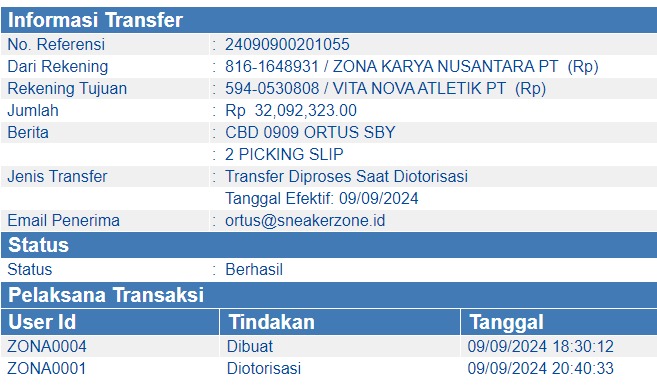 Informasi Transfer
No. Referensi : 24090900201055
Dari Rekening : 816-1648931 / ZONA KARYA NUSANTARA PT (Rp)
Rekening Tujuan : 594-0530808 / VITA NOVA ATLETIK PT (Rp)
Jumlah : Rp 32,092,323.00
Berita : CBD 0909 ORTUS SBY
: 2 PICKING SLIP
Jenis Transfer : Transfer Diproses Saat Diotorisasi
Tanggal Efektif: 09/09/2024
Email Penerima : ortus@sneakerzone.id
Status
Status : Berhasil
Pelaksana Transaksi
User Id Tindakan Tanggal
ZONA0004 Dibuat 09/09/2024 18:30:12
ZONA0001 Diotorisasi 09/09/2024 20:40:33